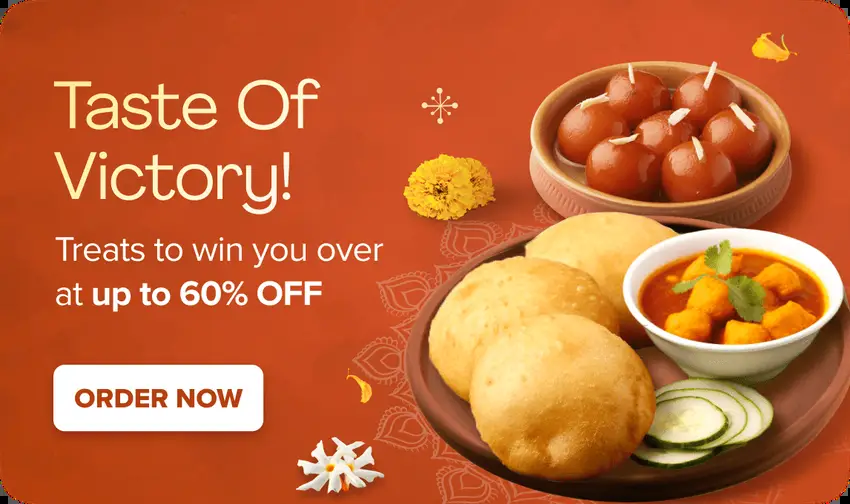 Taste Of
Victory!
Treats to win you over
at up to 60% OFF
ORDER NOW